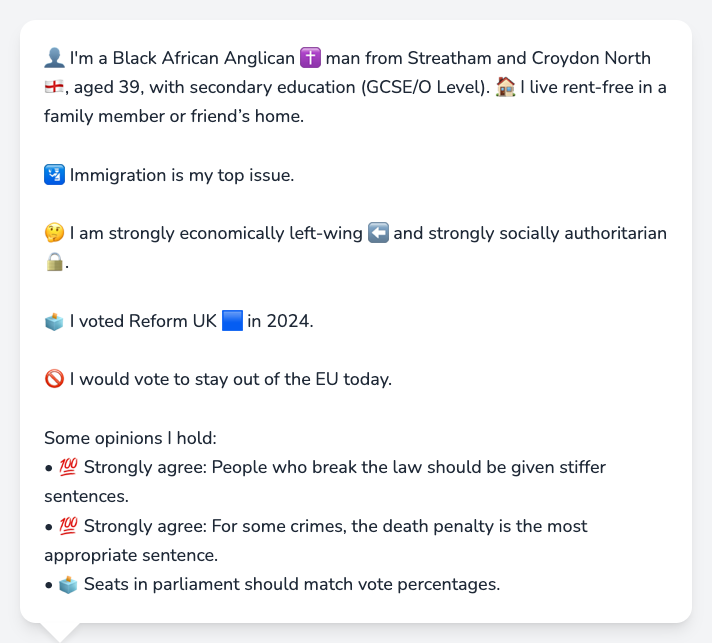 👤 I'm a Black African Anglican ✝️ man from Streatham and Croydon North
🏴󠁧󠁢󠁥󠁮󠁧󠁿, aged 39, with secondary education (GCSE/O Level). 🏠 I live rent-free in a
family member or friend’s home.
🛂 Immigration is my top issue.
🤔 I am strongly economically left-wing ⬅️ and strongly socially authoritarian
🔒.
🗳️ I voted Reform UK 🟦 in 2024.
🚫 I would vote to stay out of the EU today.
Some opinions I hold:
• 💯 Strongly agree: People who break the law should be given stiffer
sentences.
• 💯 Strongly agree: For some crimes, the death penalty is the most
appropriate sentence.
• 🗳️ Seats in parliament should match vote percentages.